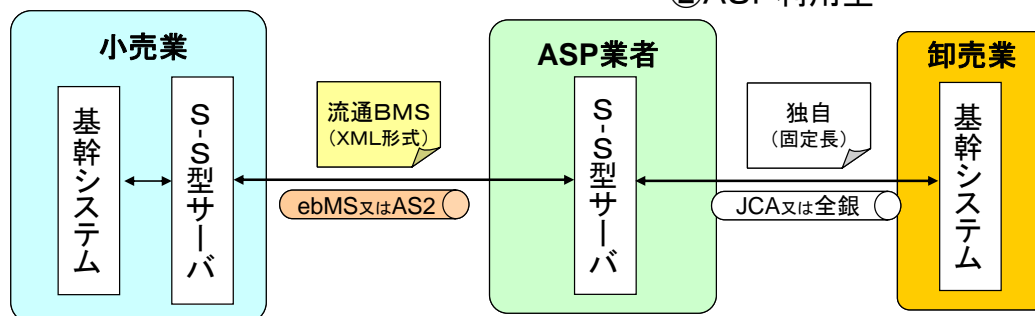 ②ASP利用型
小売業
ASP業者
卸売業
基幹システム
S-S型サーバ
流通BMS
(XML形式)
ebMS又はAS2
S-S型サーバ
独自
(固定長)
JCA又は全銀
基幹システム